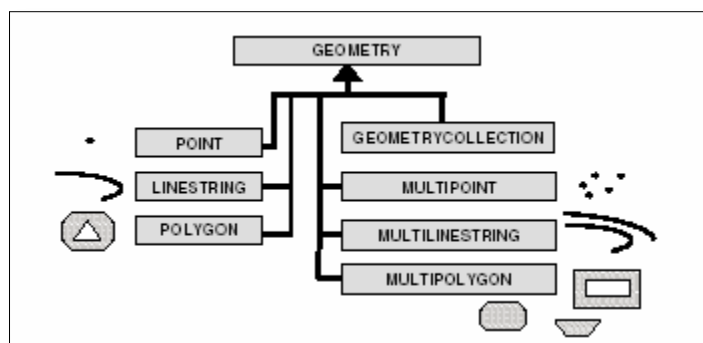 GEOMETRY
POINT
LINESTRING
POLYGON
GEOMETRYCOLLECTION
MULTIPOINT
MULTILINESTRING
MULTIPOLYGON